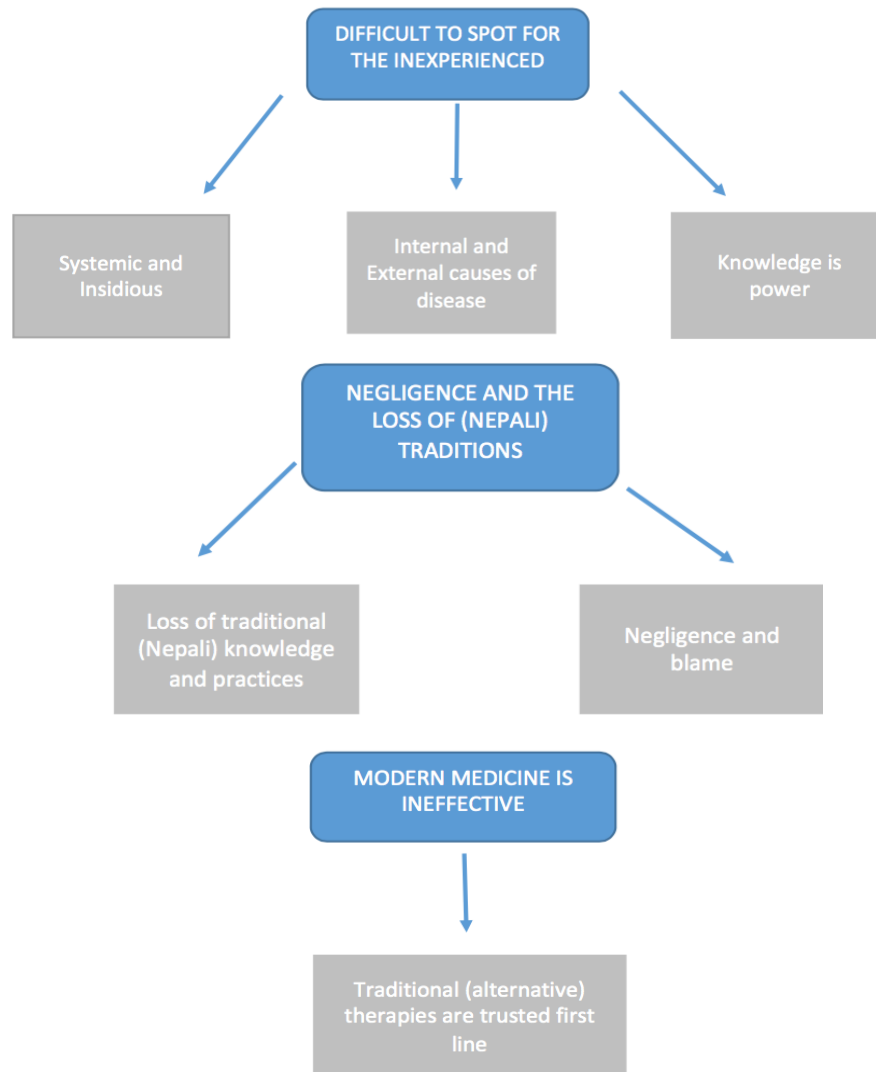 DIFFICULT TO SPOT FOR
THE INEXPERIENCED
Systemic and
Insidious
Internal and
External causes of
disease
Knowledge is
power
NEGLIGENCE AND THE
LOSS OF (NEPALI)
TRADITIONS
Loss of traditional
(Nepali) knowledge
and practices
Negligence and
blame
MODERN MEDICINE IS
INEFFECTIVE
Traditional (alternative)
therapies are trusted first
line